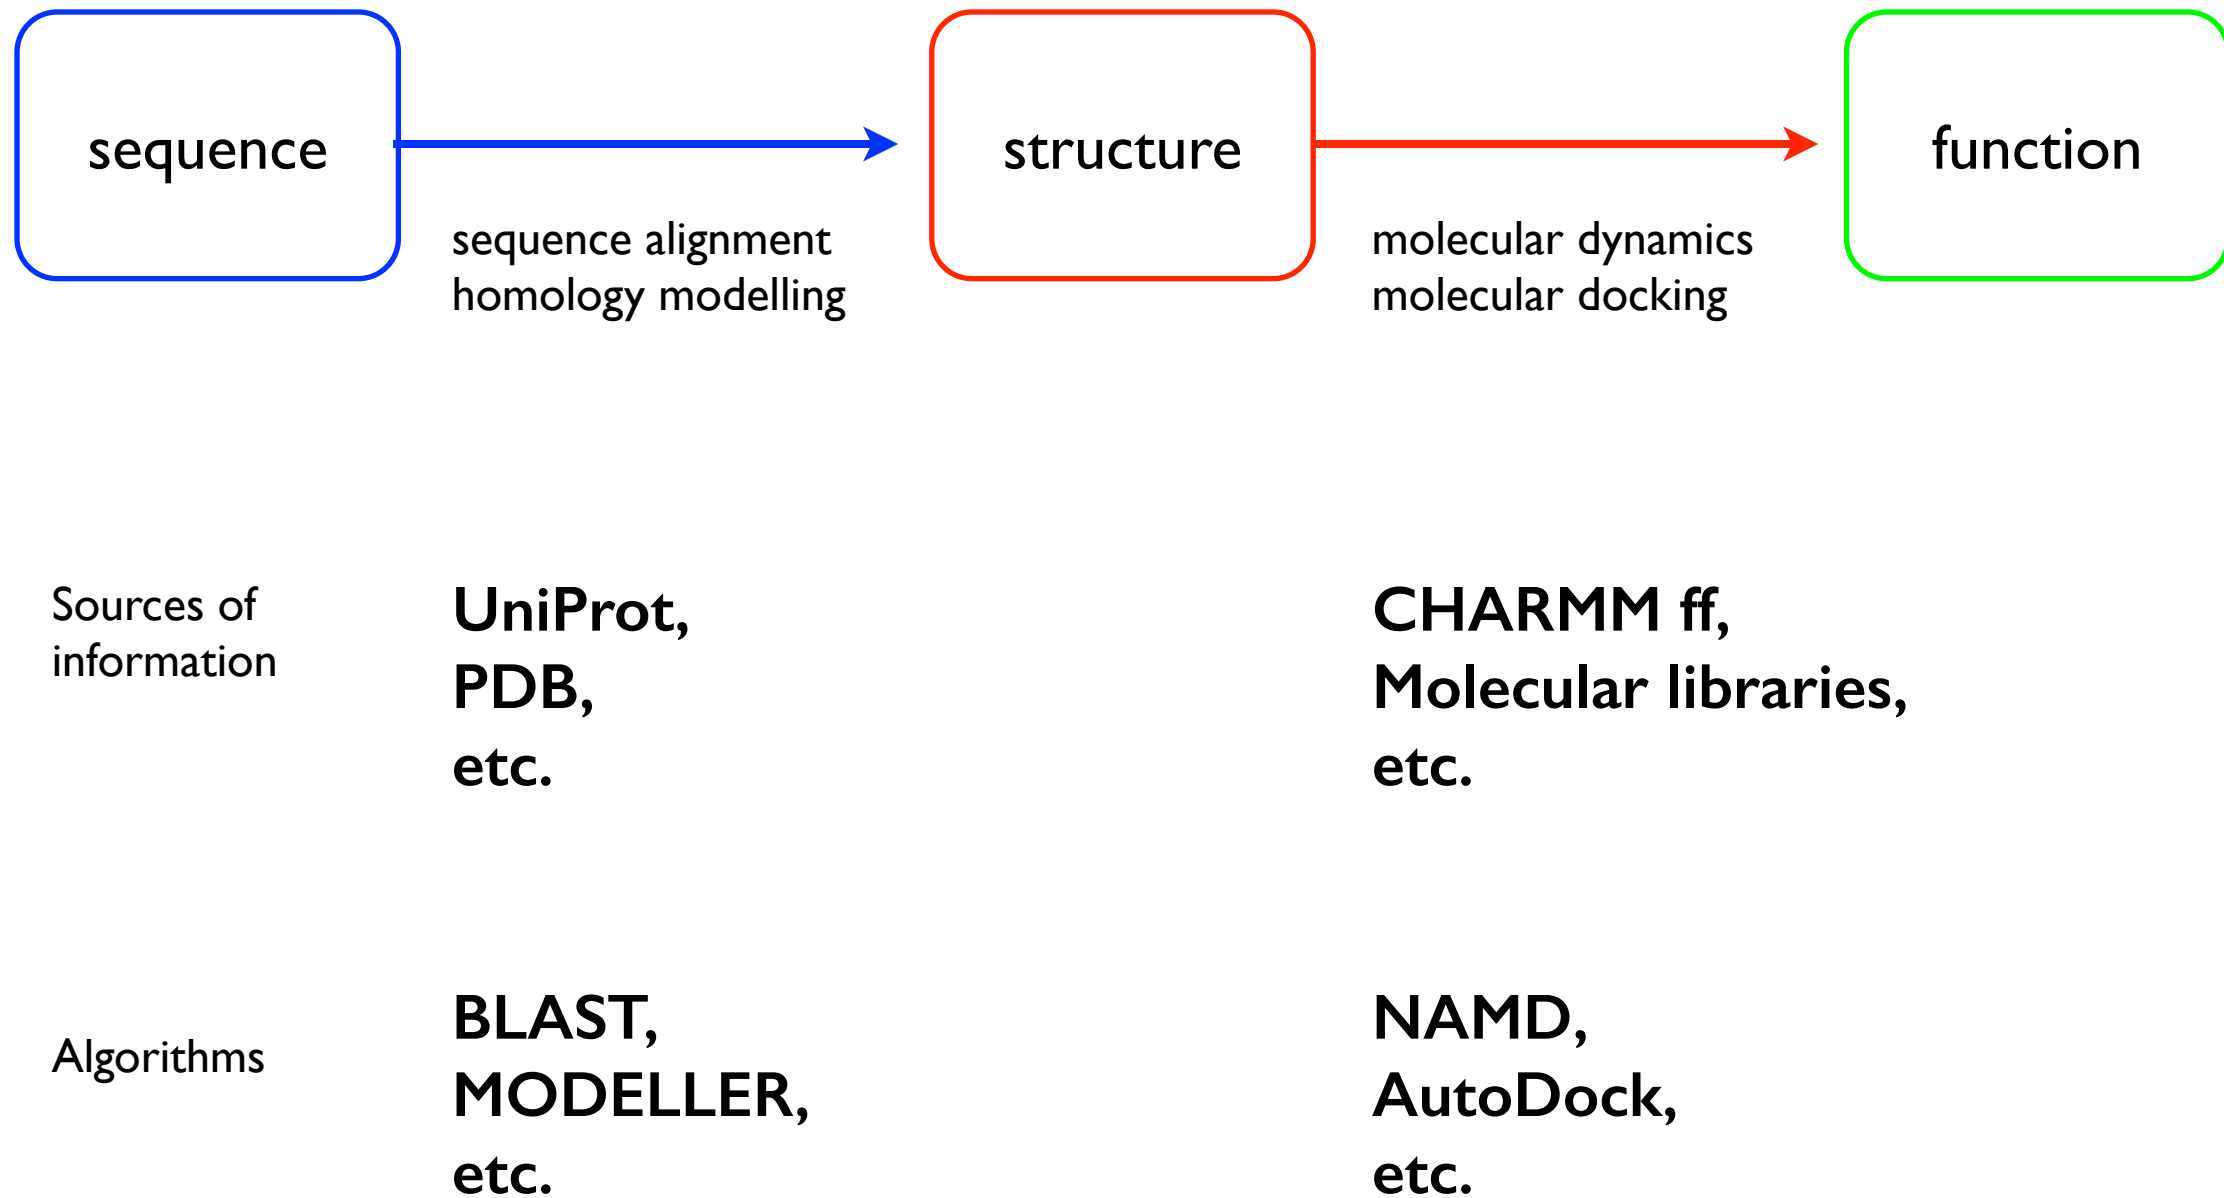 sequence
structure
function
sequence alignment
homology modelling
molecular dynamics
molecular docking
Sources of
information
UniProt,
PDB,
etc.
CHARMM ff,
Molecular libraries,
etc.
Algorithms
BLAST,
MODELLER,
etc.
NAMD,
AutoDock,
etc.